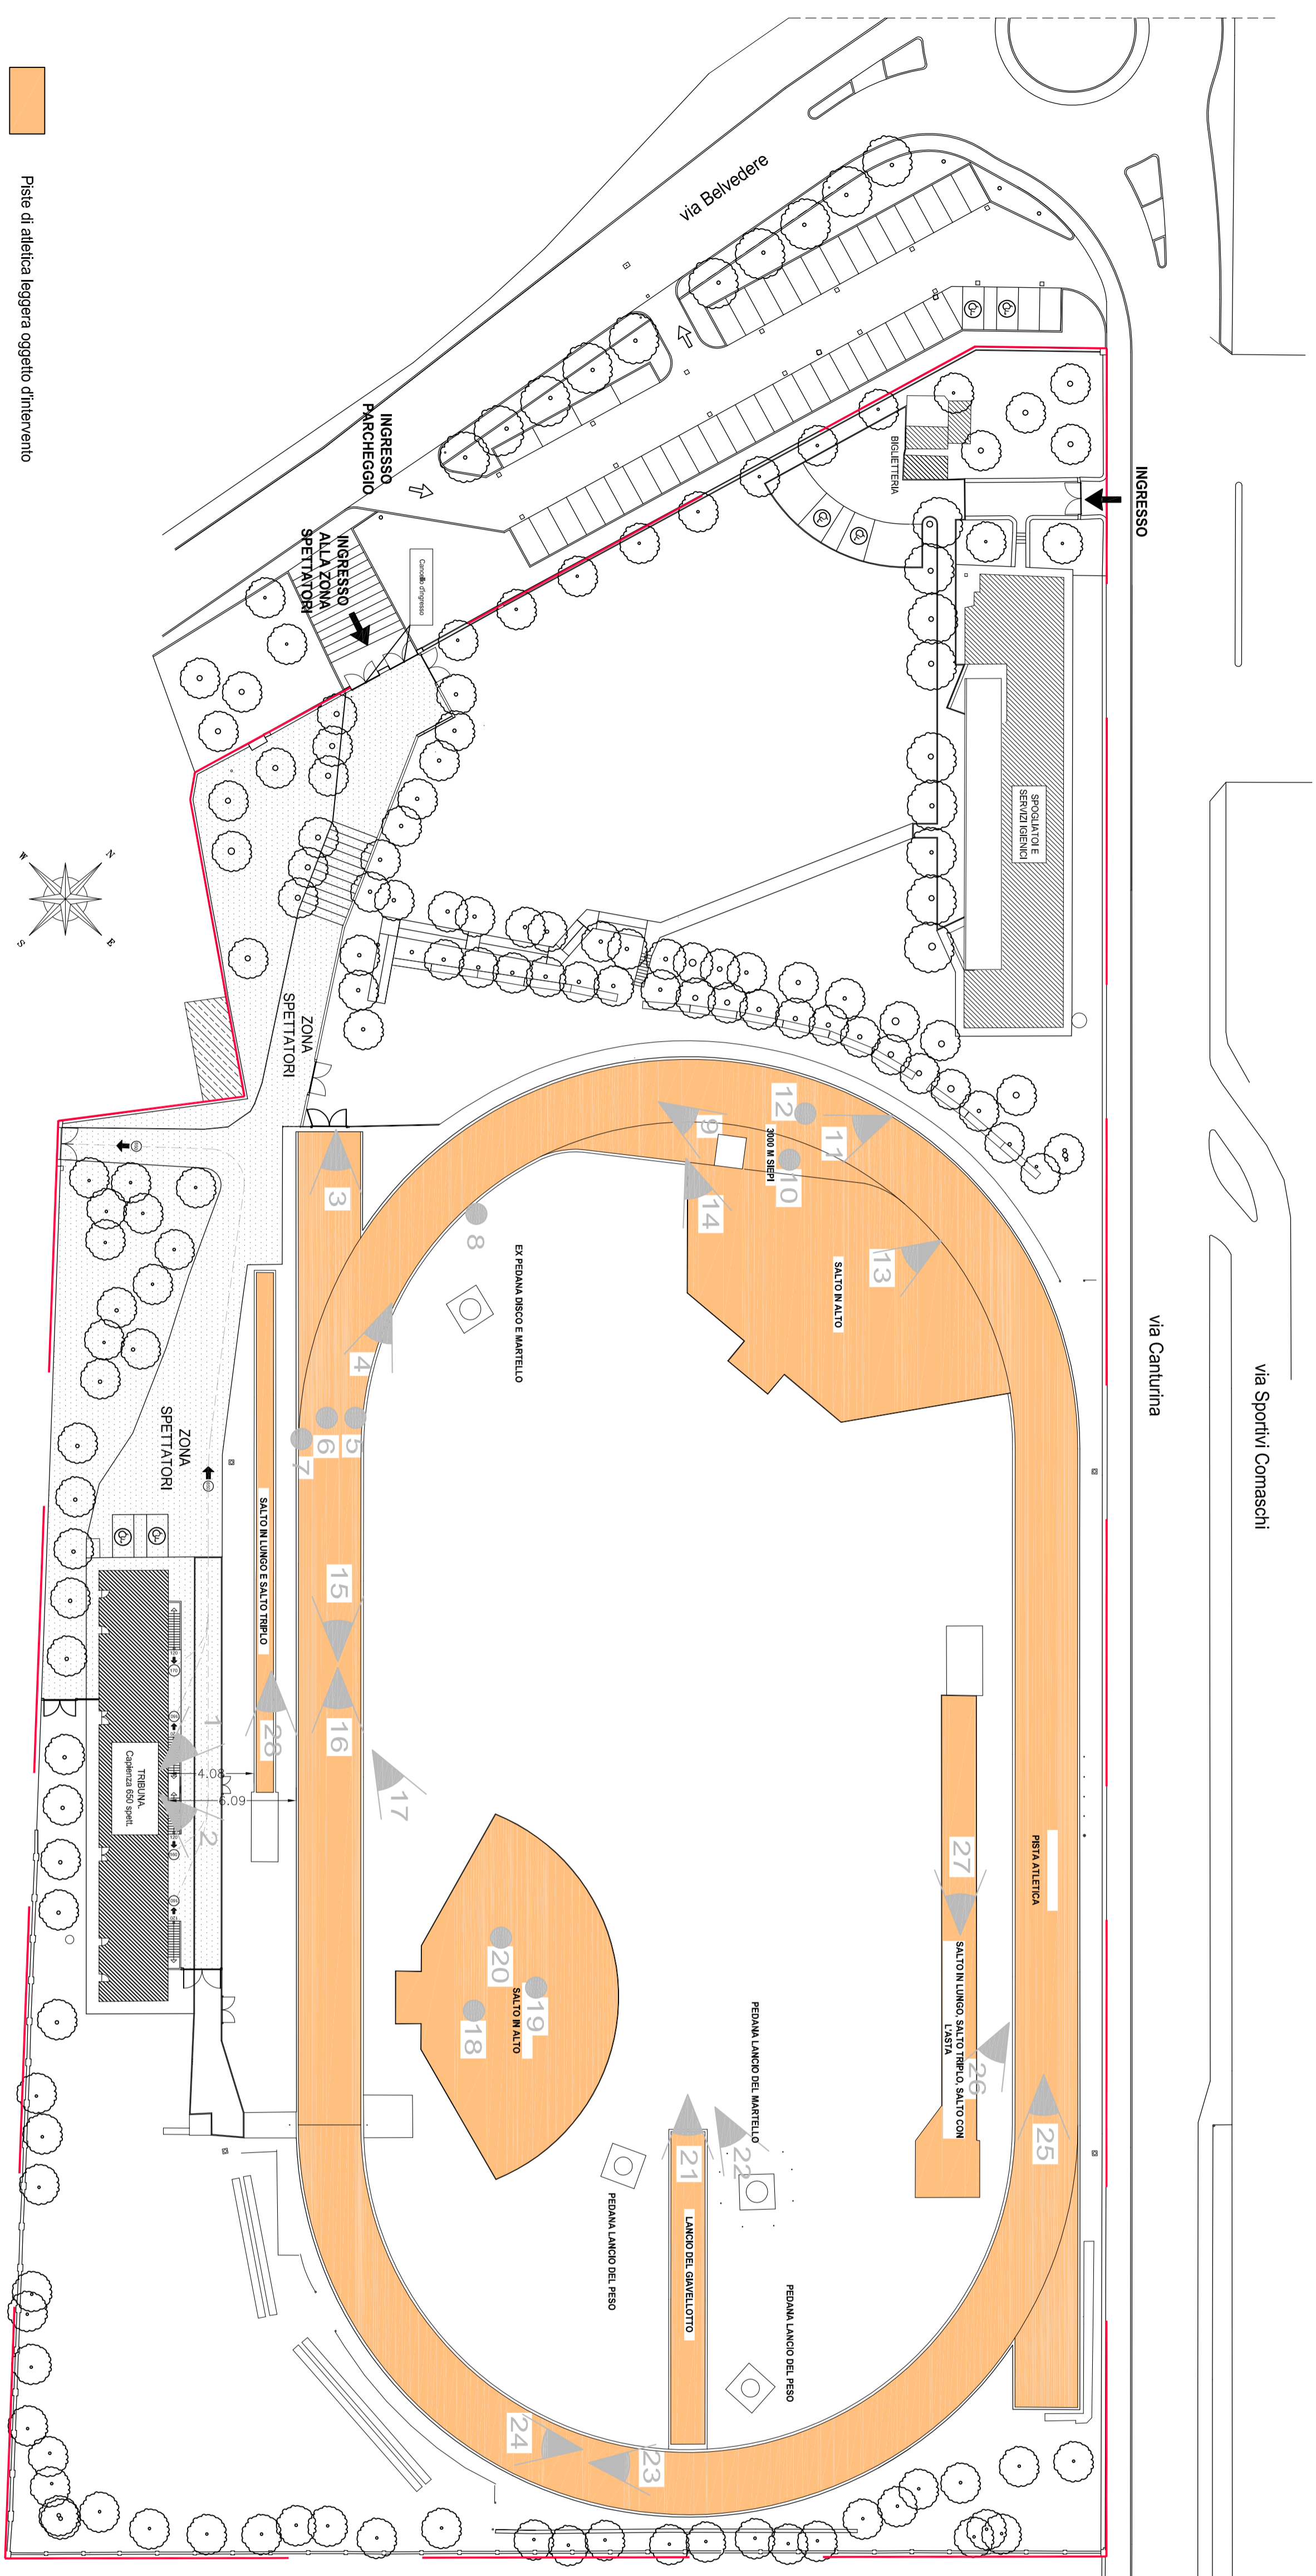 via Sportivi Comaschi
via Canturina
via Belvedere
INGRESSO
BIGLIETTERIA
SPOGLIATOI E
SERVIZI IGIENICI
INGRESSO
PARCHEGGIO
INGRESSO
ALLA ZONA
SPETTATORI
Cancello d'ingresso
ZONA
SPETTATORI
N
E
S
W
Piste di atletica leggera oggetto d'intervento
3000 M SIEPI
SALTO IN ALTO
EX PEDANA DISCO E MARTELLO
PISTA ATLETICA
SALTO IN LUNGO, SALTO TRIPLO, SALTO CON
L'ASTA
SALTO IN LUNGO E SALTO TRIPLO
ZONA
SPETTATORI
TRIBUNA
Capienza 650 spett.
4.08
6.09
SALTO IN ALTO
PEDANA LANCIO DEL MARTELLO
PEDANA LANCIO DEL PESO
LANCIO DEL GIAVELLOTTO
PEDANA LANCIO DEL PESO
1
2
3
4
5
6
7
8
9
10
11
12
13
14
15
16
17
18
19
20
21
22
23
24
25
26
27
28